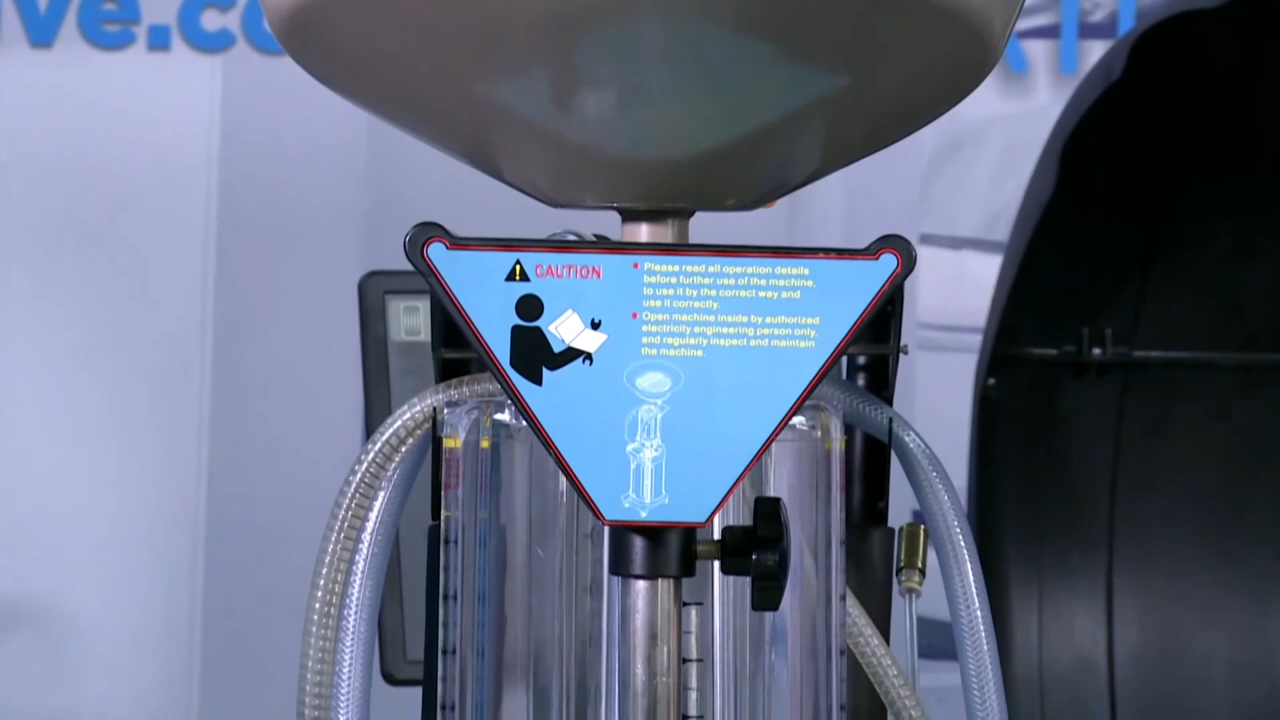 ve.co
CAUTION
Please read all operation details
before further use of the machine,
to use it by the correct way and
use it correctly.
Open machine inside by authorized
electricity engineering person only,
and regularly inspect and maintain
the machine.